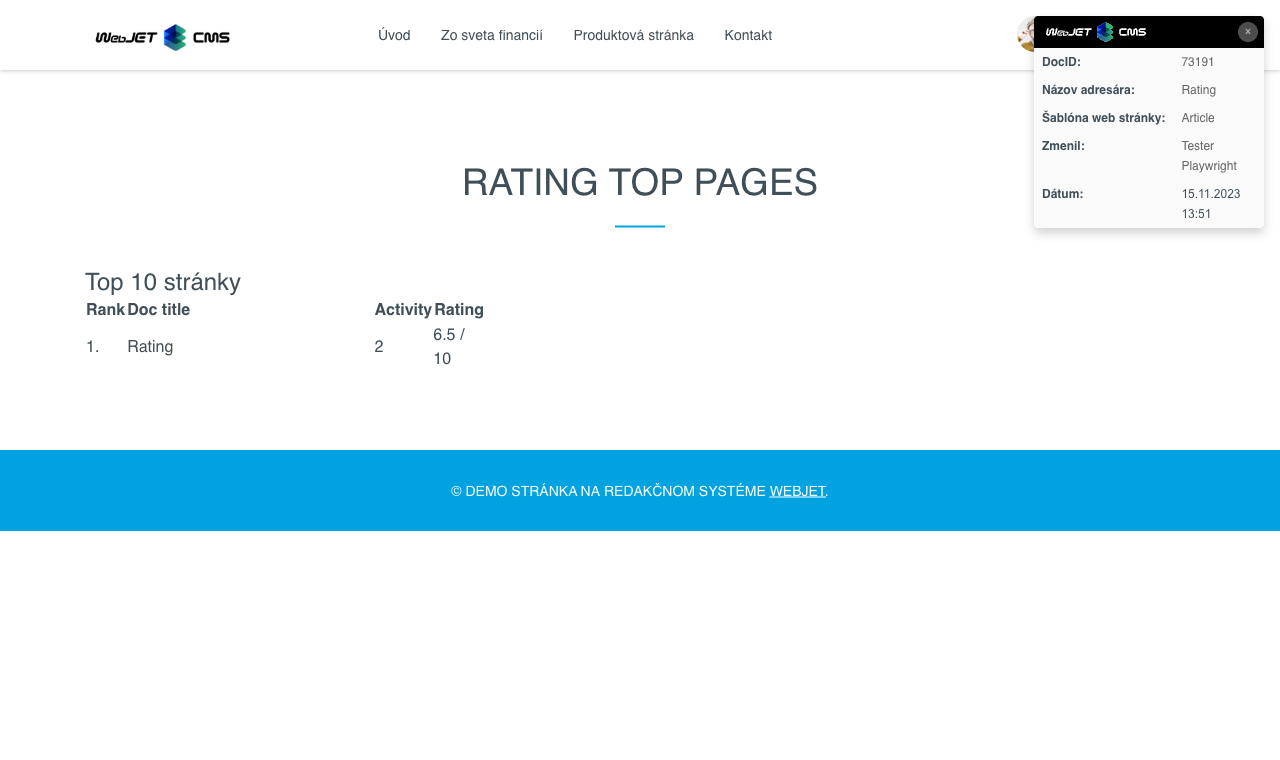 WebJET CMS
Úvod Zo sveta financií Produktová stránka Kontakt
WebJET CMS ×
DocID: 73191
Názov adresára: Rating
Šablóna web stránky: Article
Zmenil: Tester
Playwright
Dátum: 15.11.2023
13:51
RATING TOP PAGES
Top 10 stránky
Rank Doc title Activity Rating
1. Rating 2 6.5 /
10
© DEMO STRÁNKA NA REDAKČNOM SYSTÉME WEBJET.